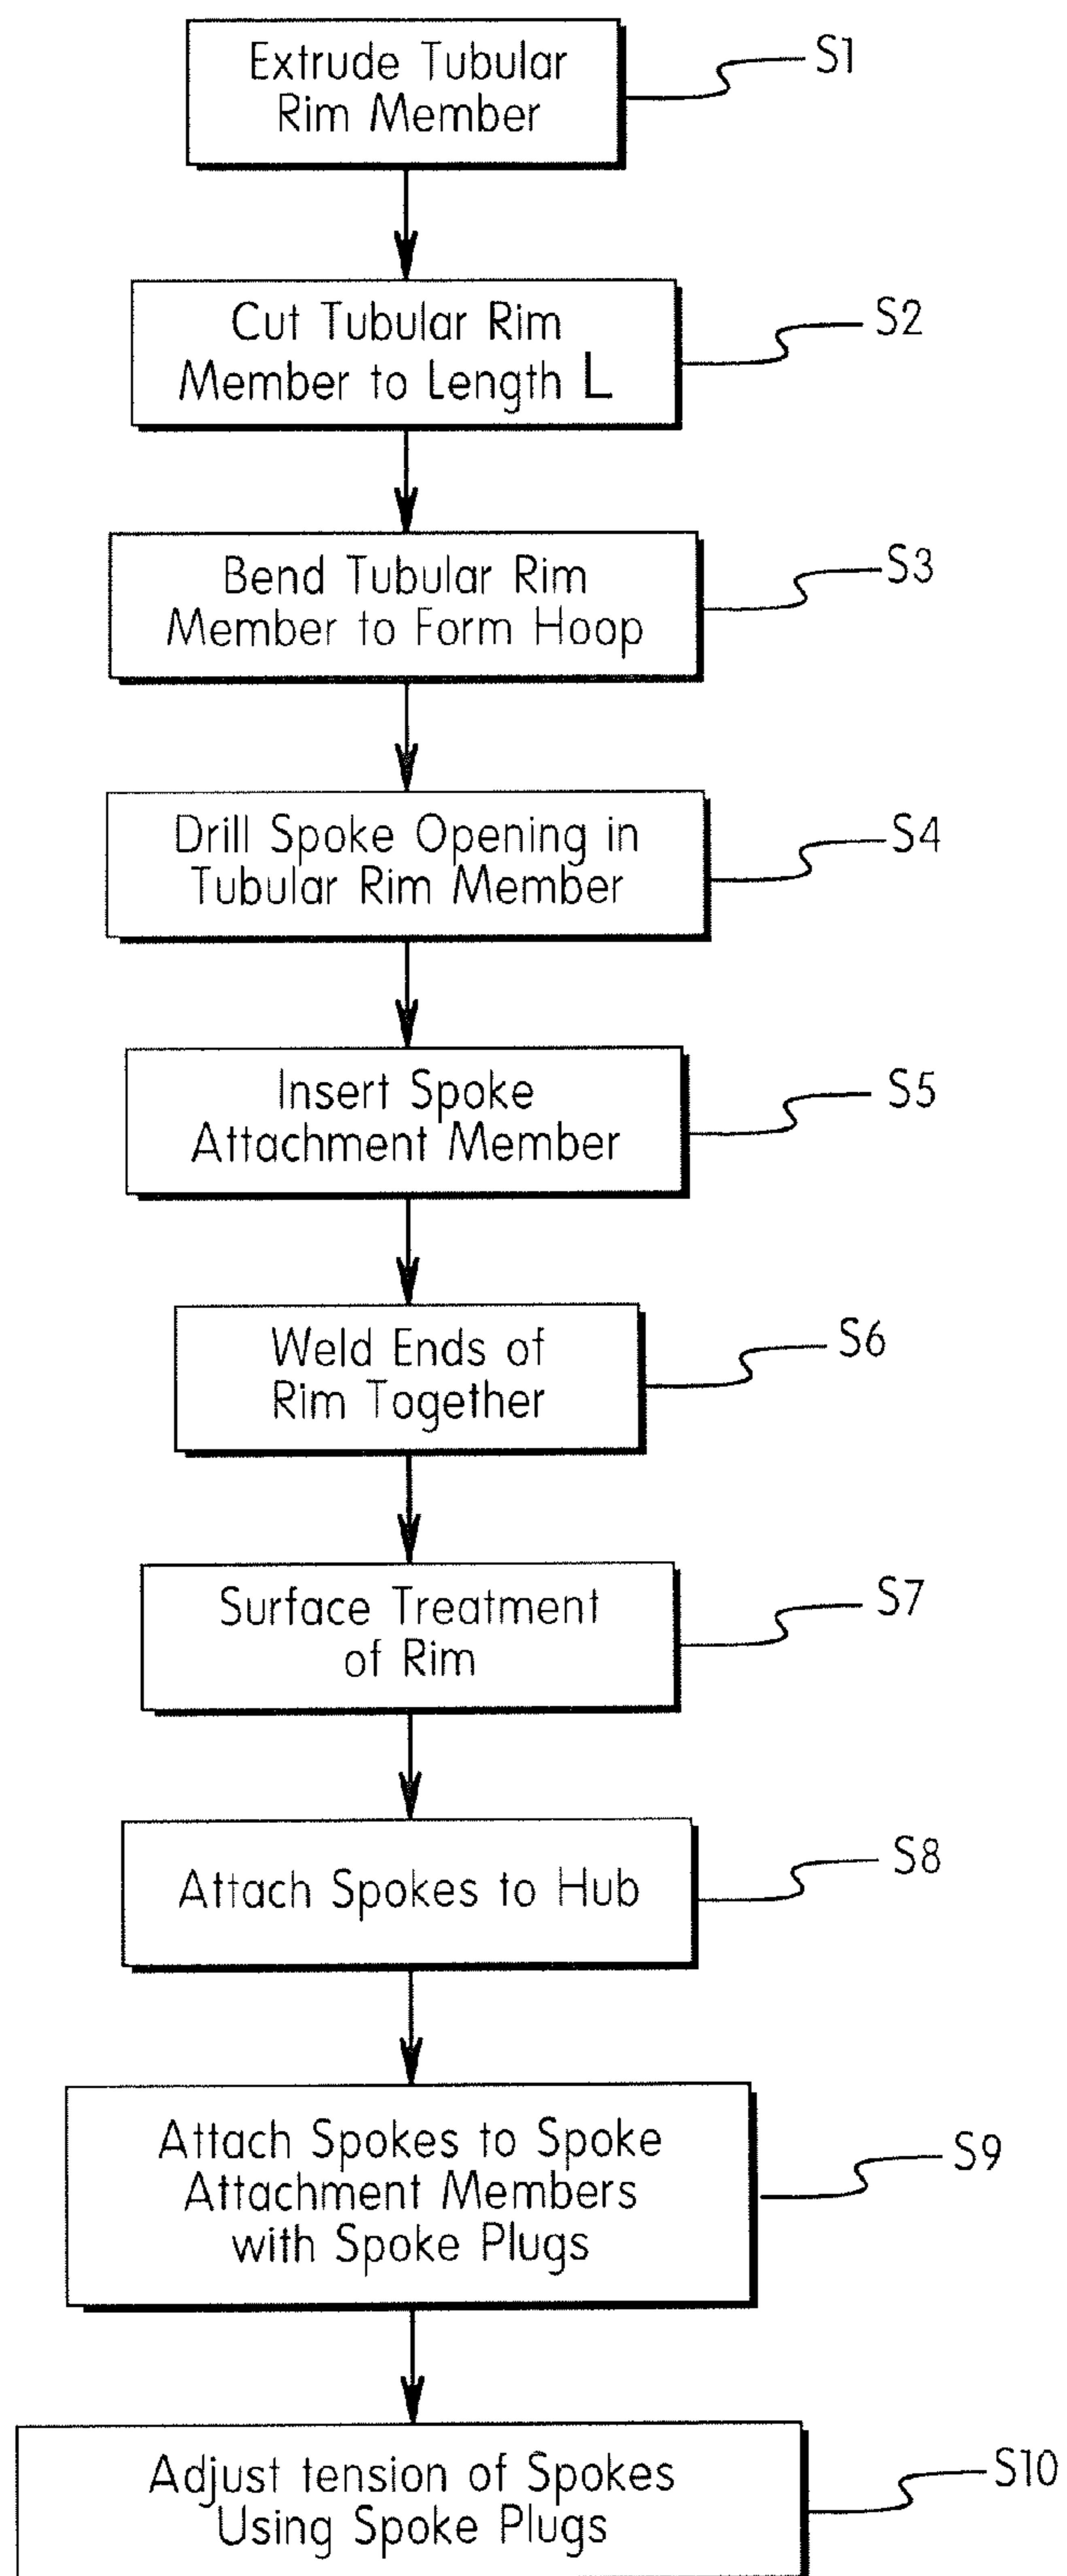 Extrude Tubular
Rim Member
S1
Cut Tubular Rim
Member to Length L
S2
Bend Tubular Rim
Member to Form Hoop
S3
Drill Spoke Opening in
Tubular Rim Member
S4
Insert Spoke
Attachment Member
S5
Weld Ends of
Rim Together
S6
Surface Treatment
of Rim
S7
Attach Spokes to Hub
S8
Attach Spokes to Spoke
Attachment Members
with Spoke Plugs
S9
Adjust tension of Spokes
Using Spoke Plugs
S10